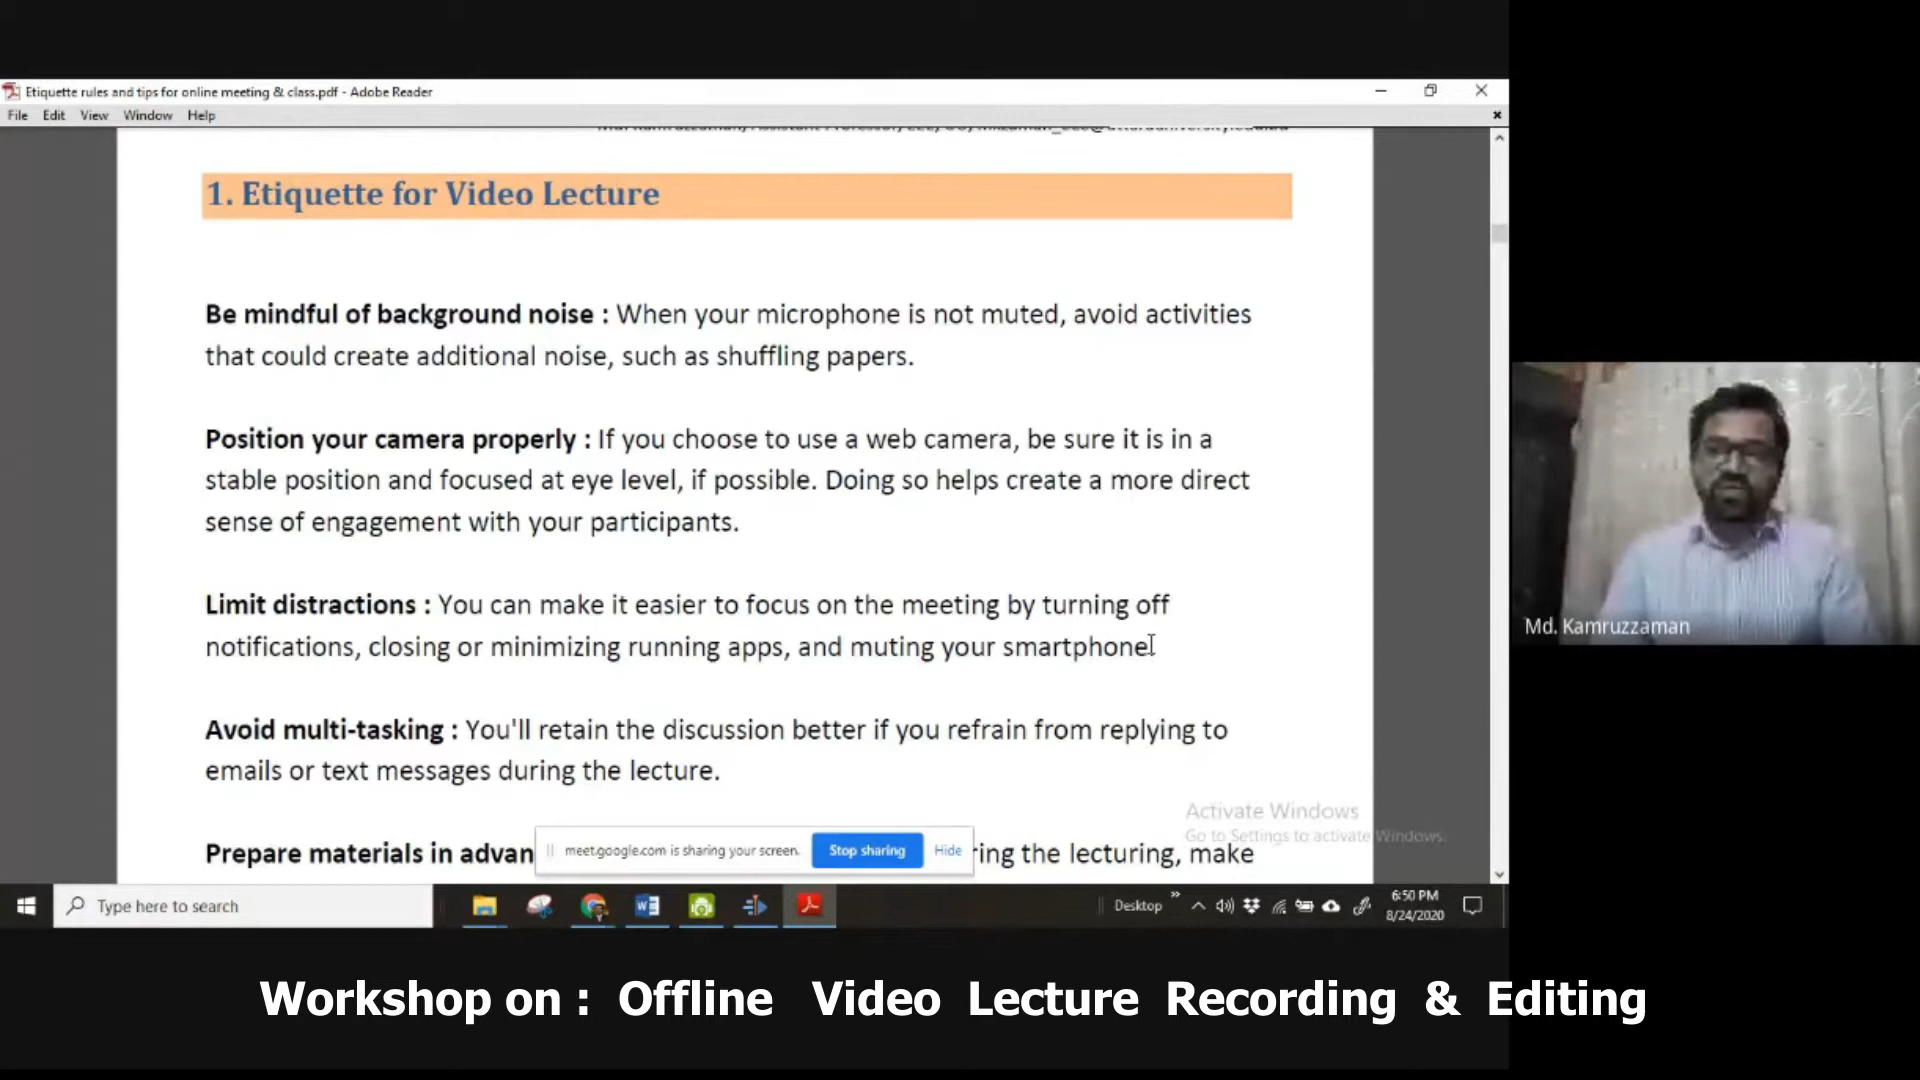 Etiquette rules and tips for online meeting & class.pdf - Adobe Reader
File Edit View Window Help
1. Etiquette for Video Lecture
Be mindful of background noise : When your microphone is not muted, avoid activities
that could create additional noise, such as shuffling papers.
Position your camera properly : If you choose to use a web camera, be sure it is in a
stable position and focused at eye level, if possible. Doing so helps create a more direct
sense of engagement with your participants.
Limit distractions : You can make it easier to focus on the meeting by turning off
notifications, closing or minimizing running apps, and muting your smartphone.
Md. Kamruzzaman
Avoid multi-tasking : You'll retain the discussion better if you refrain from replying to
emails or text messages during the lecture.
Activate Windows
Go to Settings to activate Windows.
Prepare materials in advan
the lecturing, make
meet.google.com is sharing your screen. Stop sharing Hide
Type here to search
Desktop
6:50 PM
8/24/2020
Workshop on : Offline Video Lecture Recording & Editing